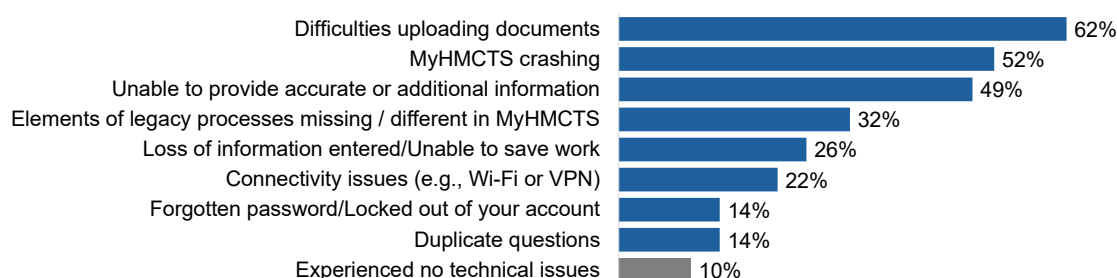 Difficulties uploading documents 62%
MyHMCTS crashing 52%
Unable to provide accurate or additional information 49%
Elements of legacy processes missing / different in MyHMCTS 32%
Loss of information entered/Unable to save work 26%
Connectivity issues (e.g., Wi-Fi or VPN) 22%
Forgotten password/Locked out of your account 14%
Duplicate questions 14%
Experienced no technical issues 10%